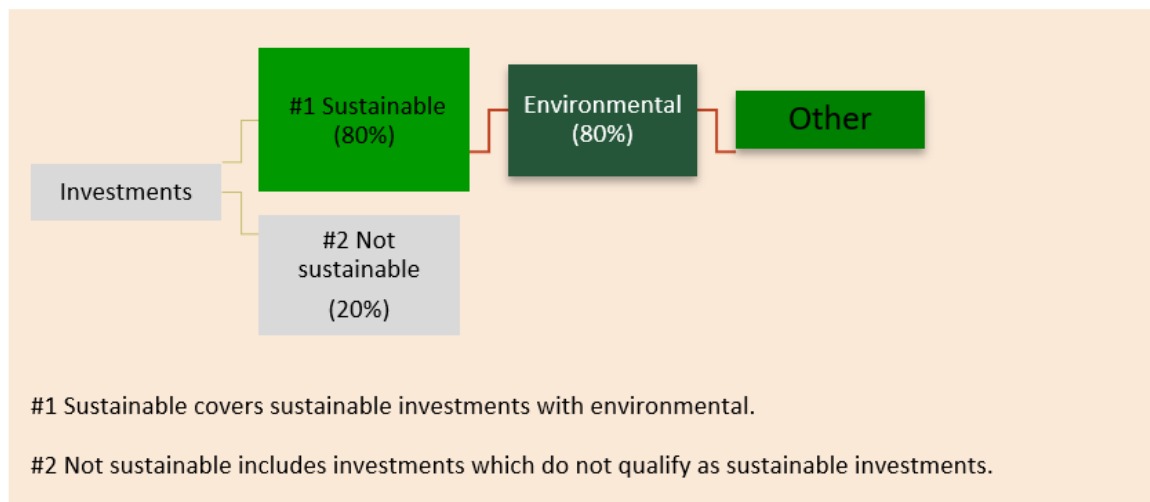 #1 Sustainable
(80%)
Environmental
(80%)
Other
Investments
#2 Not
sustainable
(20%)
#1 Sustainable covers sustainable investments with environmental.
#2 Not sustainable includes investments which do not qualify as sustainable investments.